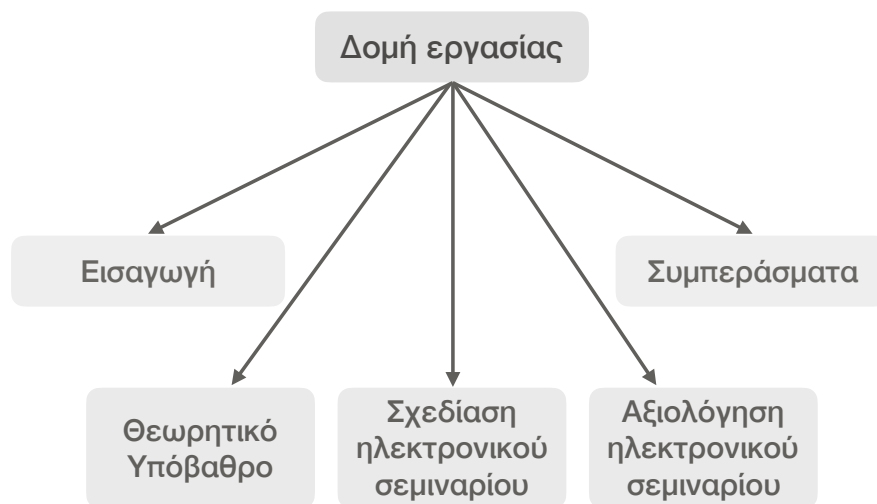 Δομή εργασίας
Εισαγωγή
Συμπεράσματα
Θεωρητικό
Υπόβαθρο
Σχεδίαση
ηλεκτρονικού
σεμιναρίου
Αξιολόγηση
ηλεκτρονικού
σεμιναρίου